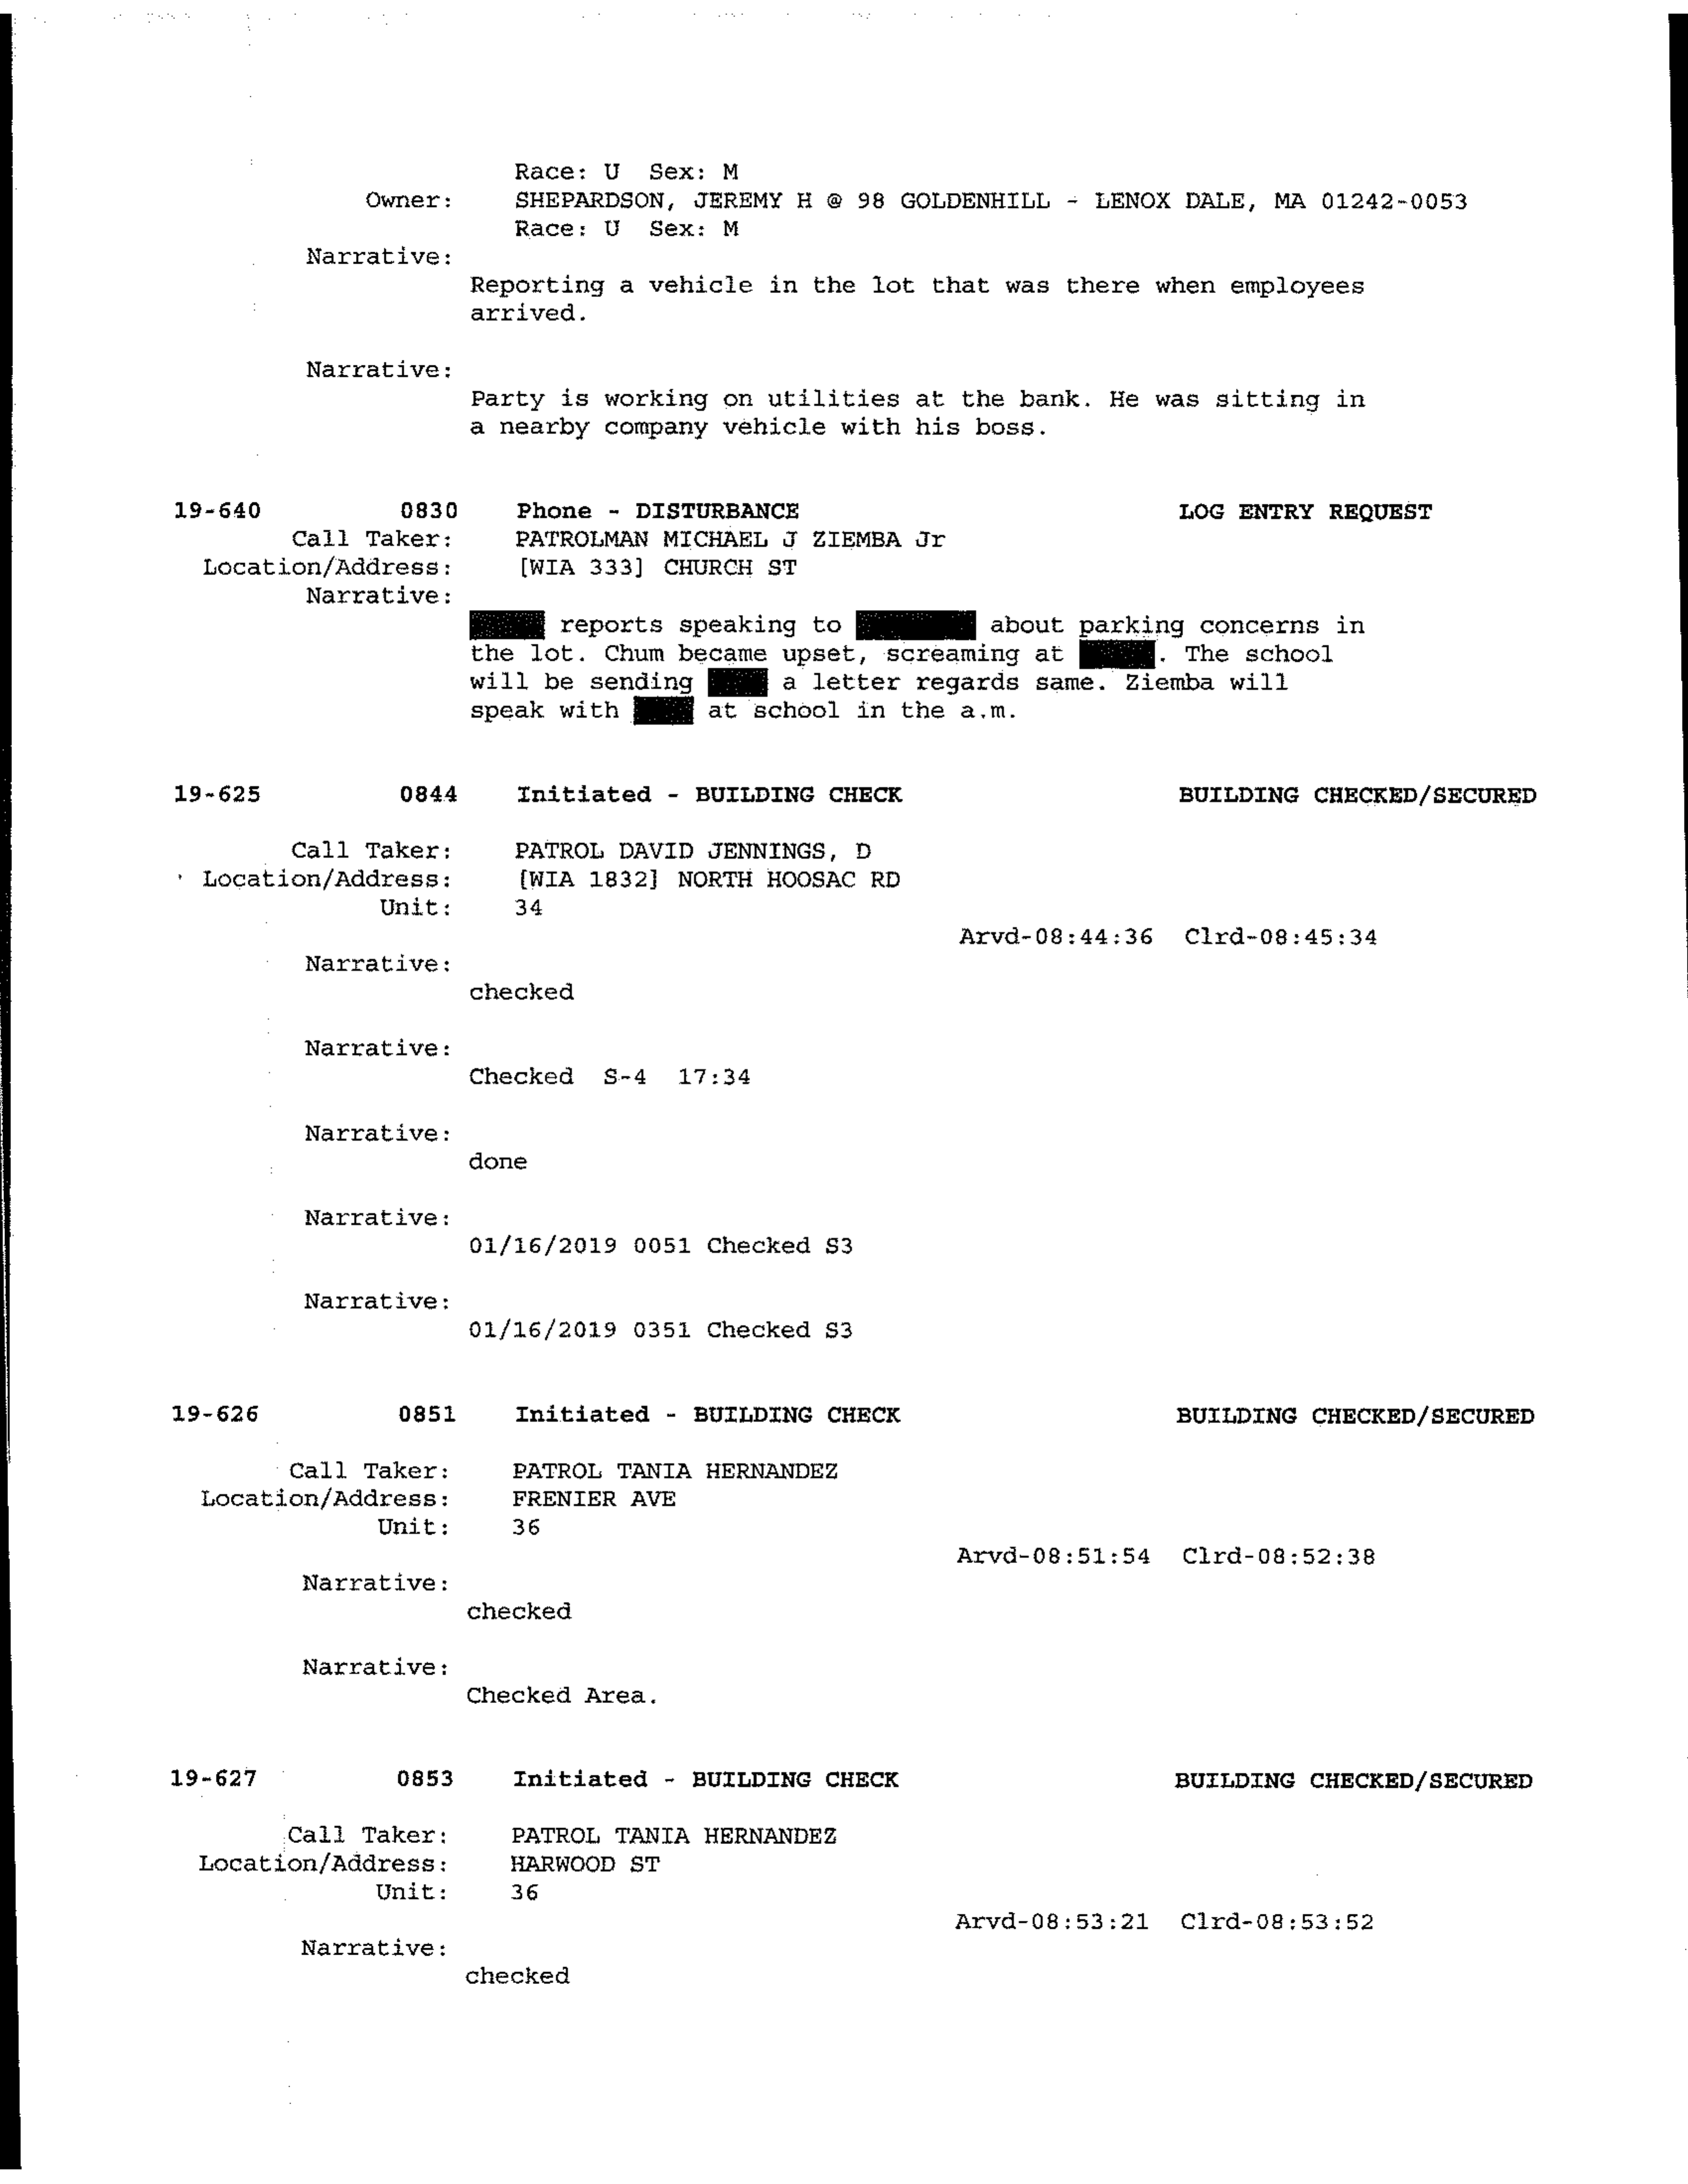 Race: U Sex: M
Owner: SHEPARDSON, JEREMY H @ 98 GOLDENHILL - LENOX DALE, MA 01242-0053
Race: U Sex: M
Narrative:
Reporting a vehicle in the lot that was there when employees
arrived.
Narrative:
Party is working on utilities at the bank. He was sitting in
a nearby company vehicle with his boss.
19-640 0830 Phone - DISTURBANCE LOG ENTRY REQUEST
Call Taker: PATROLMAN MICHAEL J ZIEMBA Jr
Location/Address: [WIA 333] CHURCH ST
Narrative:
reports speaking to about parking concerns in
the lot. Chum became upset, screaming at . The school
will be sending a letter regards same. Ziemba will
speak with at school in the a.m.
19-625 0844 Initiated - BUILDING CHECK BUILDING CHECKED/SECURED
Call Taker: PATROL DAVID JENNINGS, D
Location/Address: [WIA 1832] NORTH HOOSAC RD
Unit: 34
Arvd-08:44:36 Clrd-08:45:34
Narrative:
checked
Narrative:
Checked S-4 17:34
Narrative:
done
Narrative:
01/16/2019 0051 Checked S3
Narrative:
01/16/2019 0351 Checked S3
19-626 0851 Initiated - BUILDING CHECK BUILDING CHECKED/SECURED
Call Taker: PATROL TANIA HERNANDEZ
Location/Address: FRENIER AVE
Unit: 36
Arvd-08:51:54 Clrd-08:52:38
Narrative:
checked
Narrative:
Checked Area.
19-627 0853 Initiated - BUILDING CHECK BUILDING CHECKED/SECURED
Call Taker: PATROL TANIA HERNANDEZ
Location/Address: HARWOOD ST
Unit: 36
Arvd-08:53:21 Clrd-08:53:52
Narrative:
checked